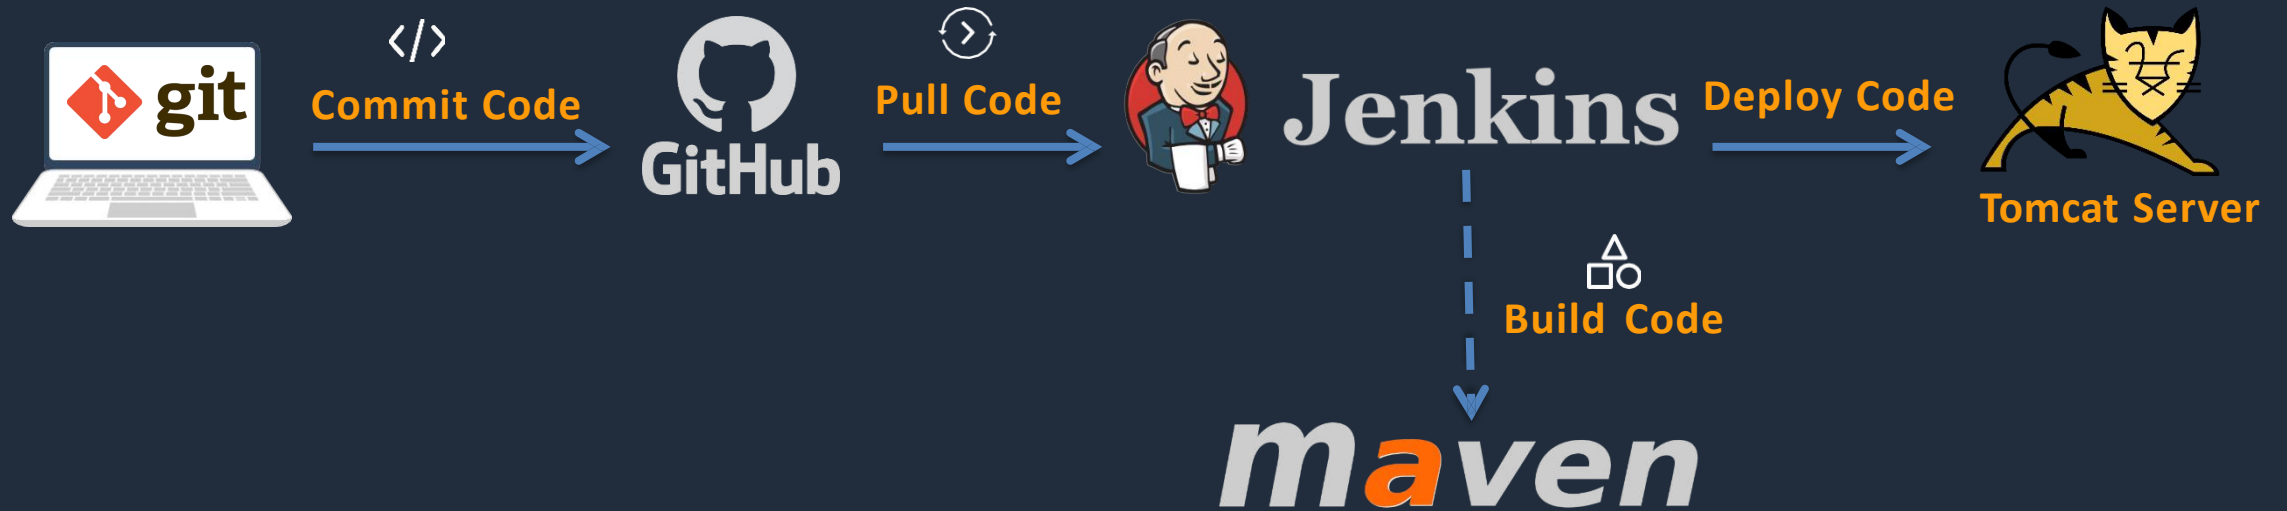 git
Commit Code
GitHub
Pull Code
Jenkins
Deploy Code
Tomcat Server
Build Code
maven